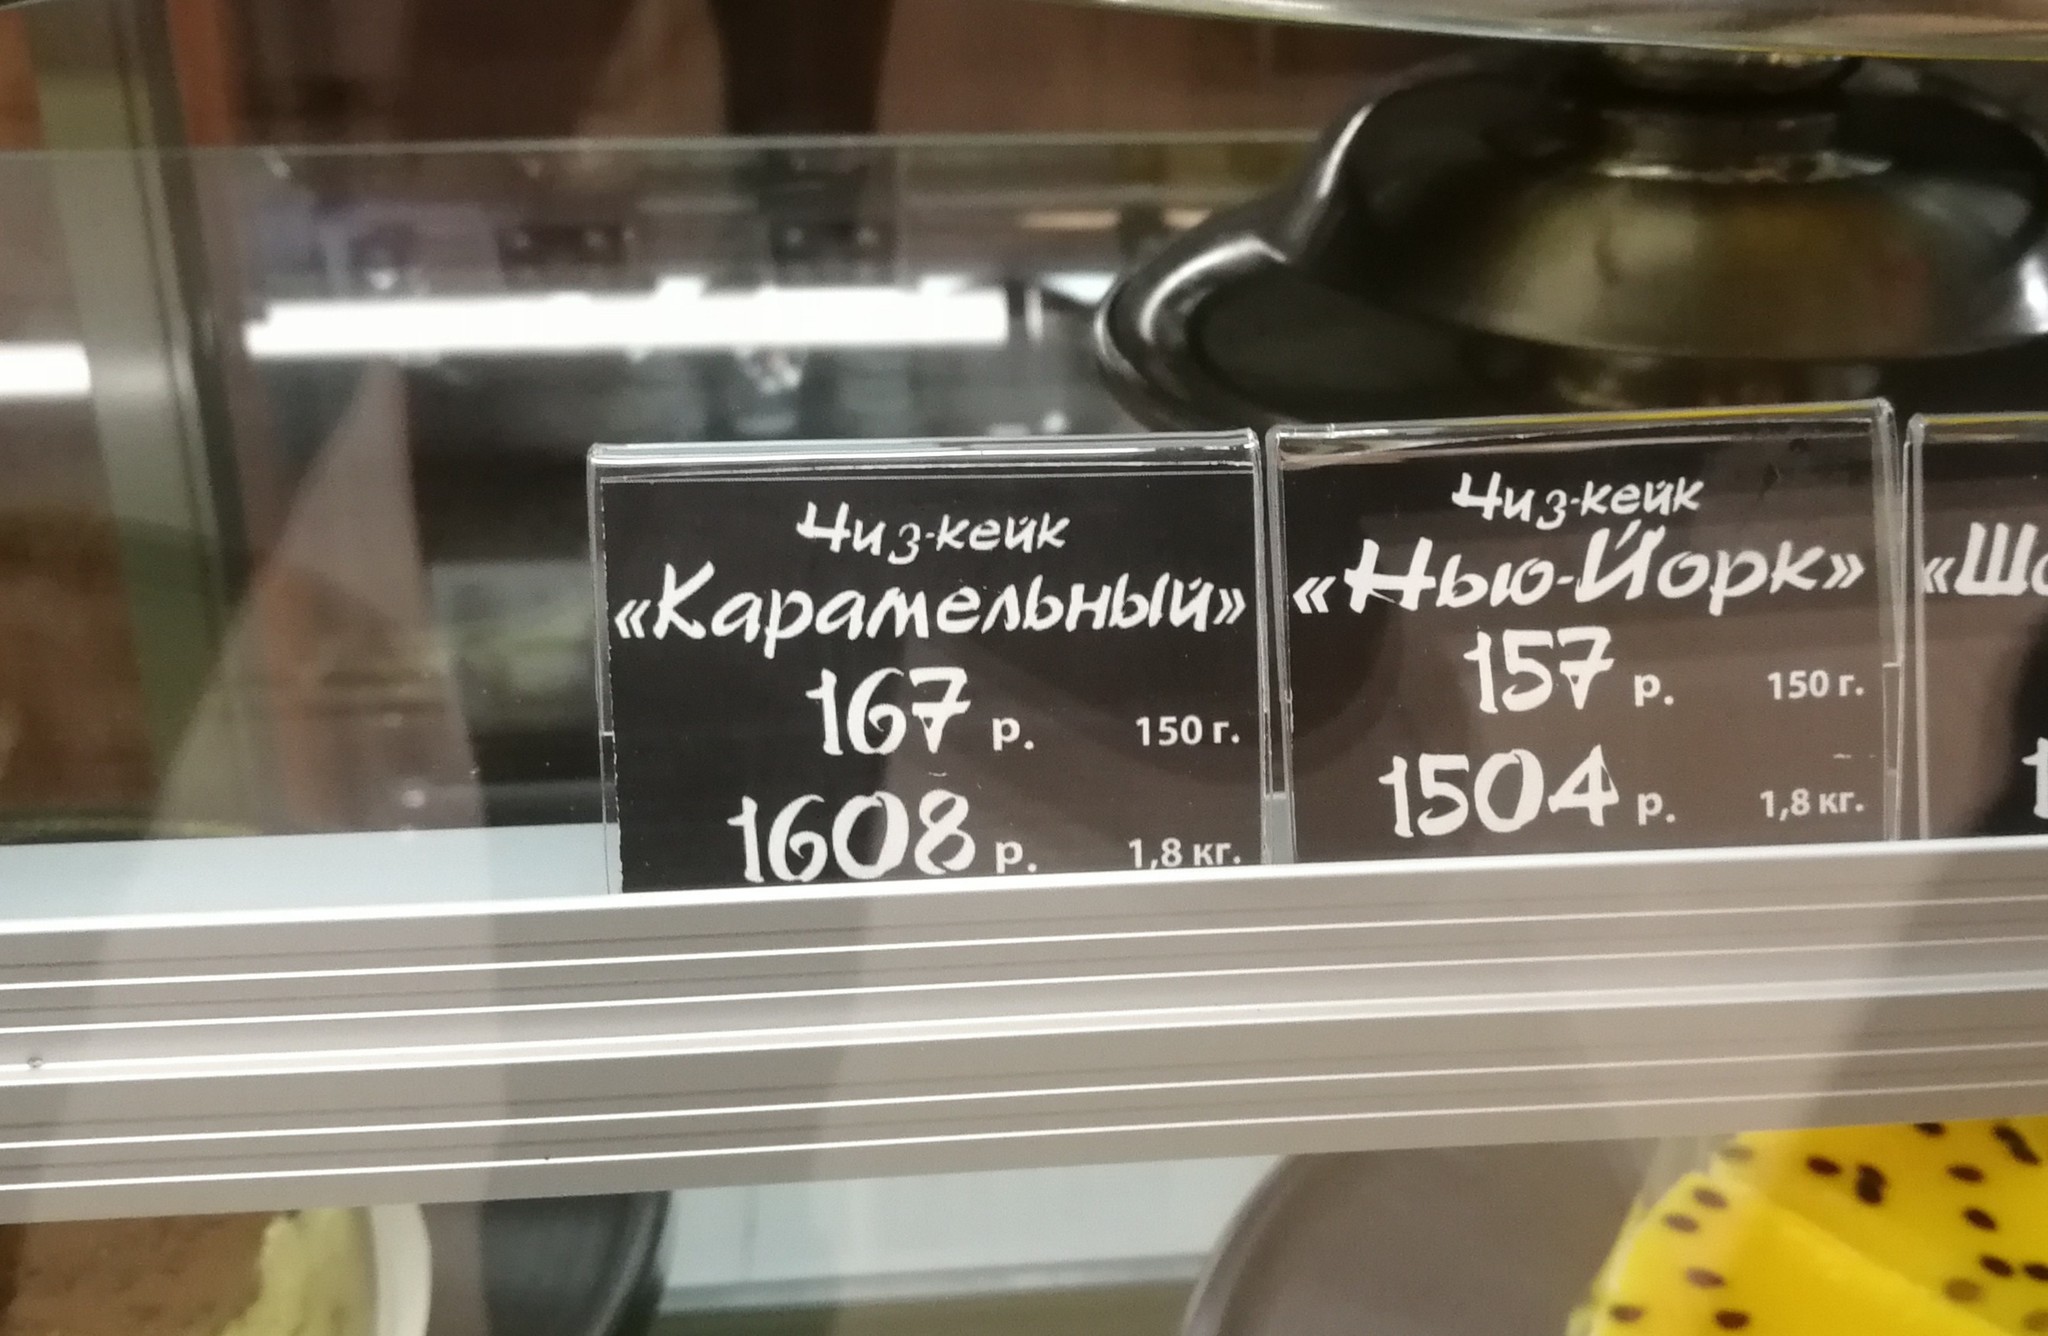 Чиз-кейк
«Карамельный»
167 р. 150 г.
1608 р. 1,8 кг.
Чиз-кейк
«Нью-Йорк»
157 р. 150 г.
1504 р. 1,8 кг.